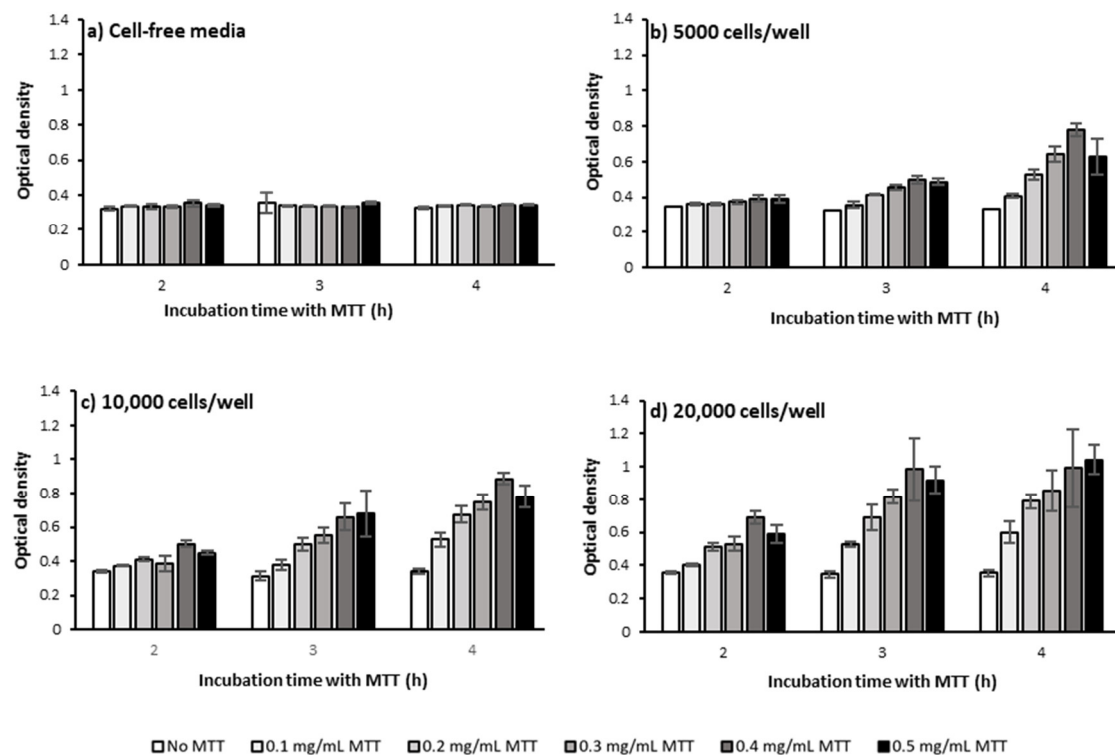 a) Cell-free media
1.4
1.2
1
0.8
0.6
0.4
0.2
0
Optical density
2 3 4
Incubation time with MTT (h)
b) 5000 cells/well
1.4
1.2
1
0.8
0.6
0.4
0.2
0
Optical density
2 3 4
Incubation time with MTT (h)
c) 10,000 cells/well
1.4
1.2
1
0.8
0.6
0.4
0.2
0
Optical density
2 3 4
Incubation time with MTT (h)
d) 20,000 cells/well
1.4
1.2
1
0.8
0.6
0.4
0.2
0
Optical density
2 3 4
Incubation time with MTT (h)
No MTT 0.1 mg/mL MTT 0.2 mg/mL MTT 0.3 mg/mL MTT 0.4 mg/mL MTT 0.5 mg/mL MTT